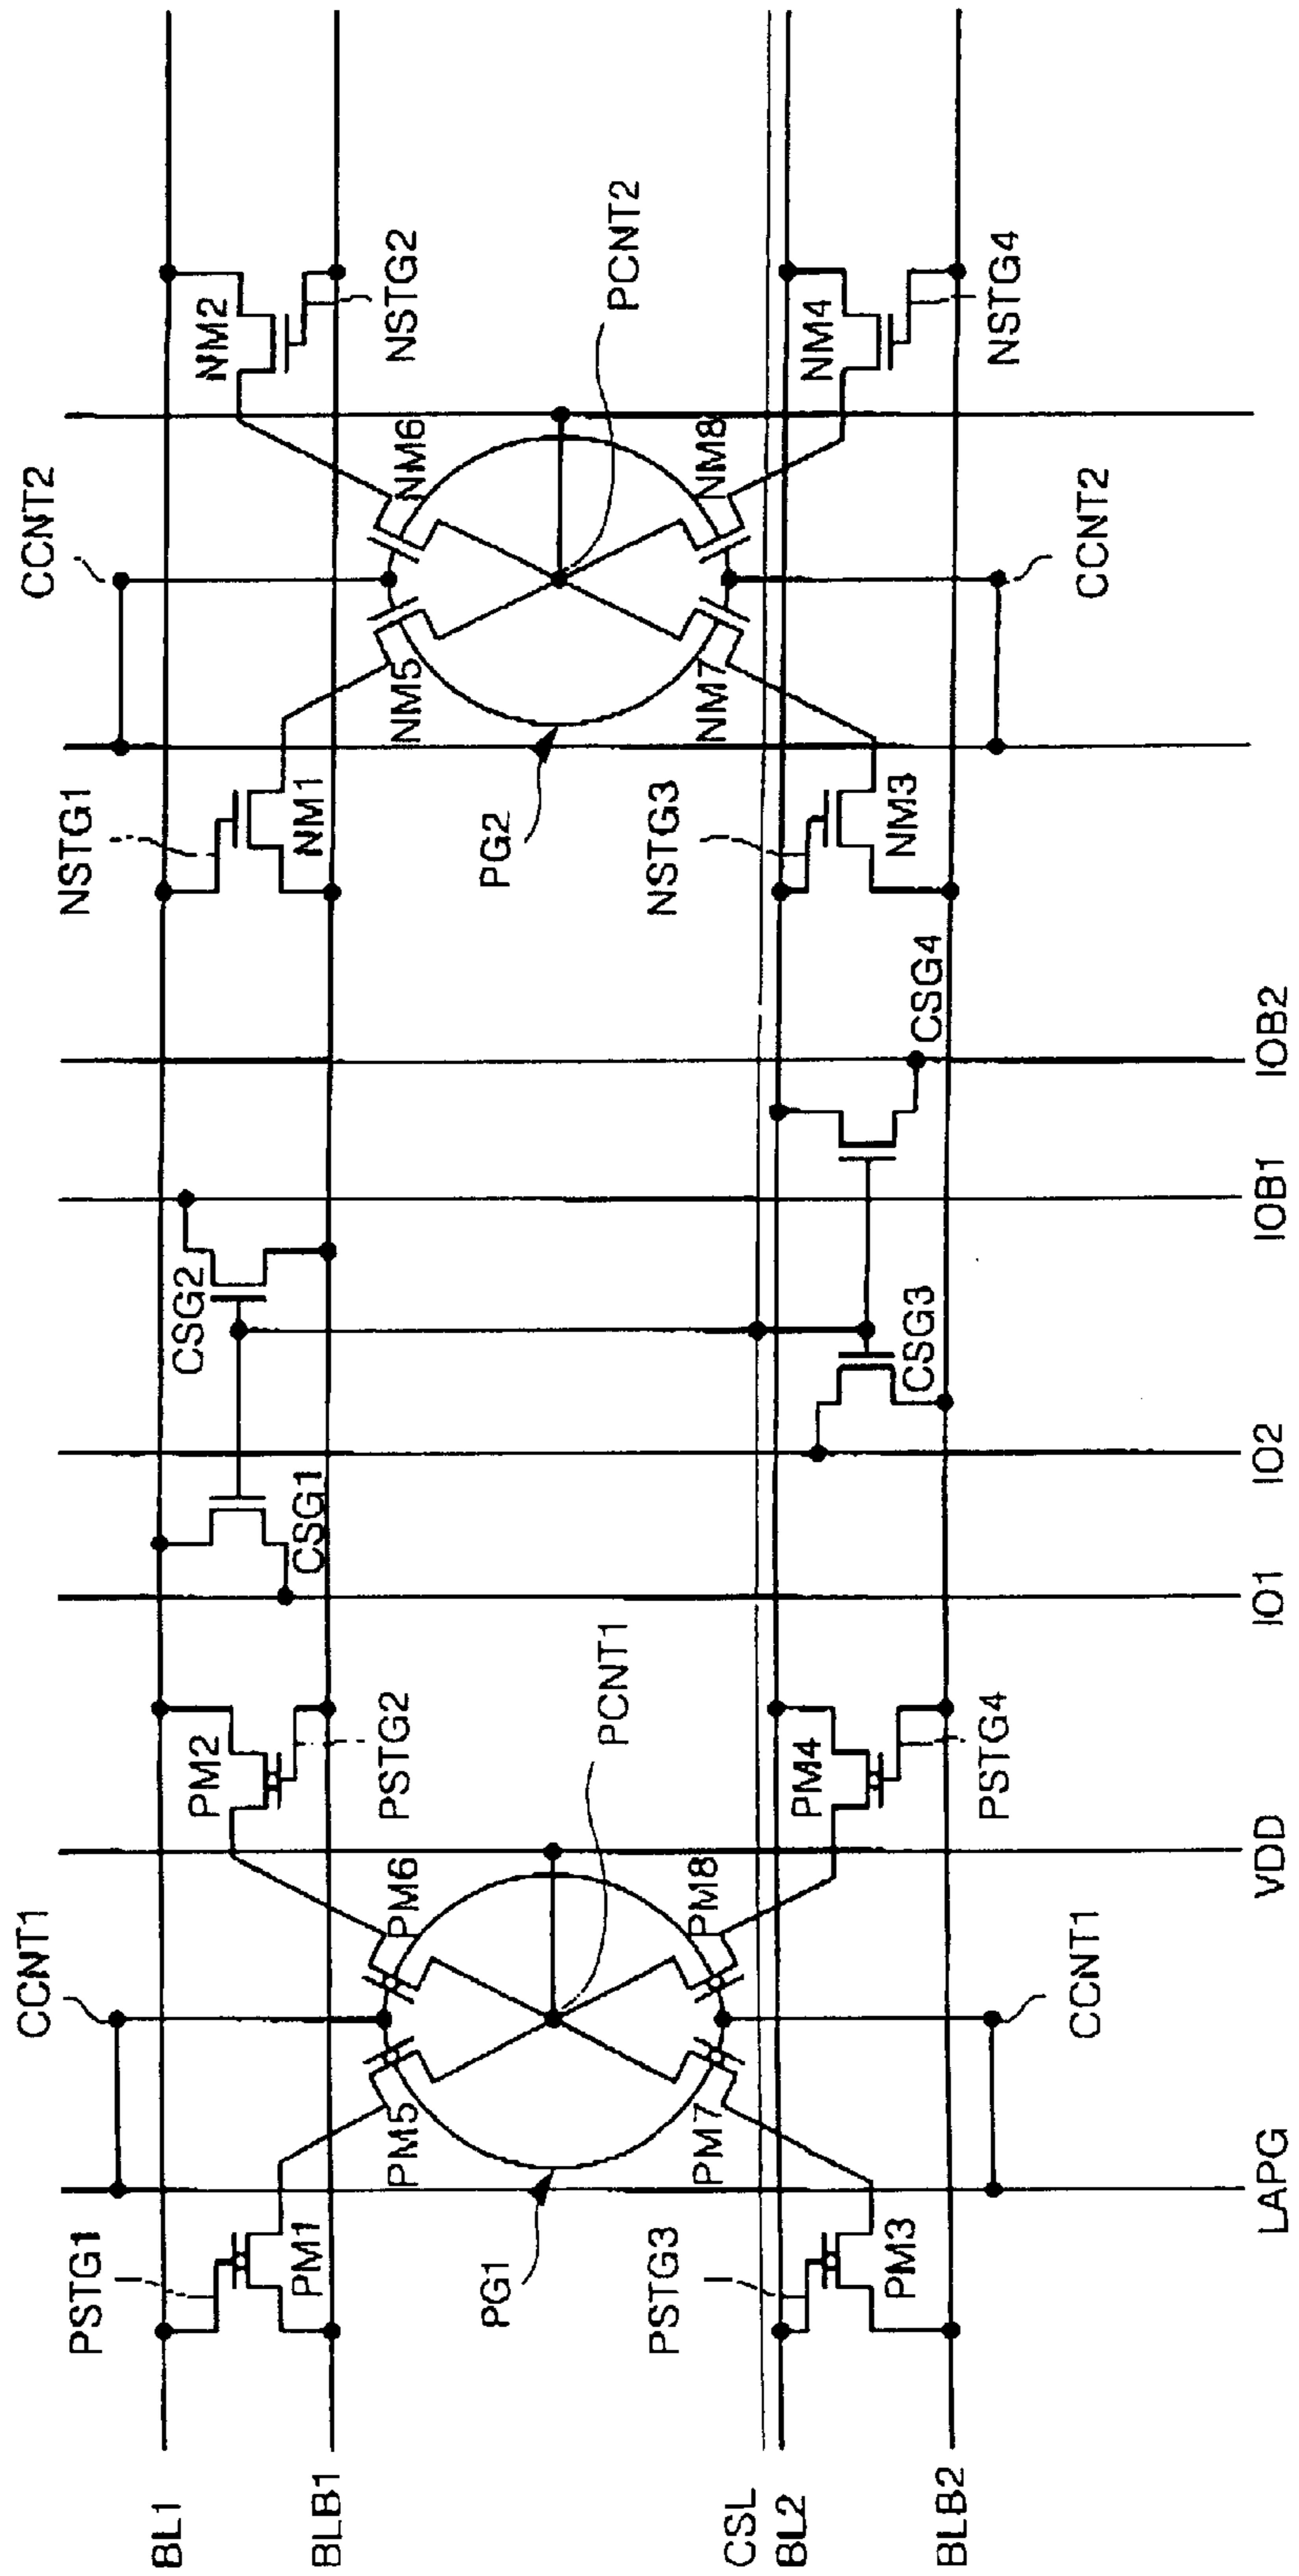 BL1
BLB1
CSL
BL2
BLB2
PSTG1
PM1
CCNT1
PM2
PSTG2
PM5
PM6
PG1
PCNT1
PM7
PM8
PSTG3
PM3
PM4
PSTG4
CCNT1
LAPG
VDD
CSG1
CSG2
CSG3
CSG4
IO1
IO2
IOB1
IOB2
NSTG1
NM1
CCNT2
NM2
NSTG2
NM5
NM6
PG2
PCNT2
NM7
NM8
NSTG3
NM3
NM4
NSTG4
CCNT2